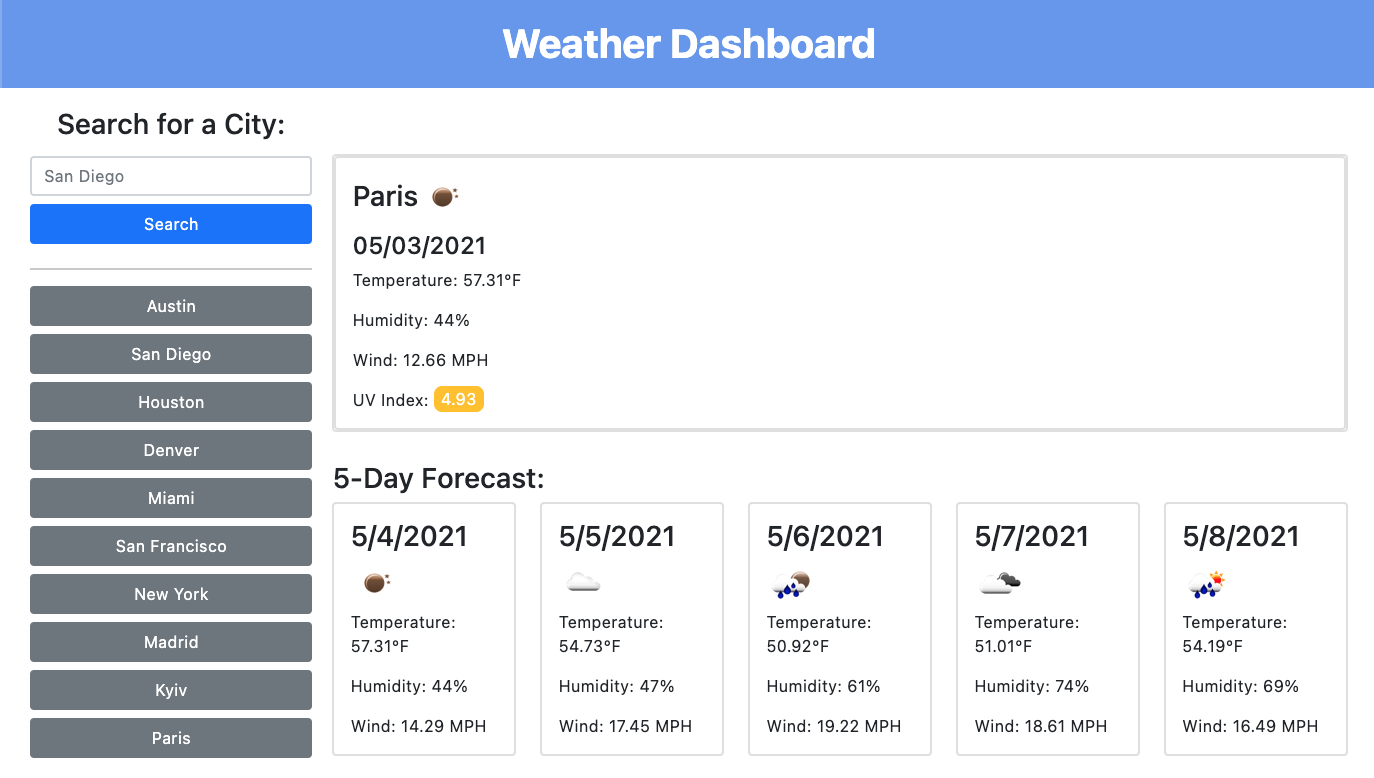 Weather Dashboard
Search for a City:
San Diego
Search
Austin
San Diego
Houston
Denver
Miami
San Francisco
New York
Madrid
Kyiv
Paris
Paris
05/03/2021
Temperature: 57.31°F
Humidity: 44%
Wind: 12.66 MPH
UV Index: 4.93
5-Day Forecast:
5/4/2021
Temperature:
57.31°F
Humidity: 44%
Wind: 14.29 MPH
5/5/2021
Temperature:
54.73°F
Humidity: 47%
Wind: 17.45 MPH
5/6/2021
Temperature:
50.92°F
Humidity: 61%
Wind: 19.22 MPH
5/7/2021
Temperature:
51.01°F
Humidity: 74%
Wind: 18.61 MPH
5/8/2021
Temperature:
54.19°F
Humidity: 69%
Wind: 16.49 MPH